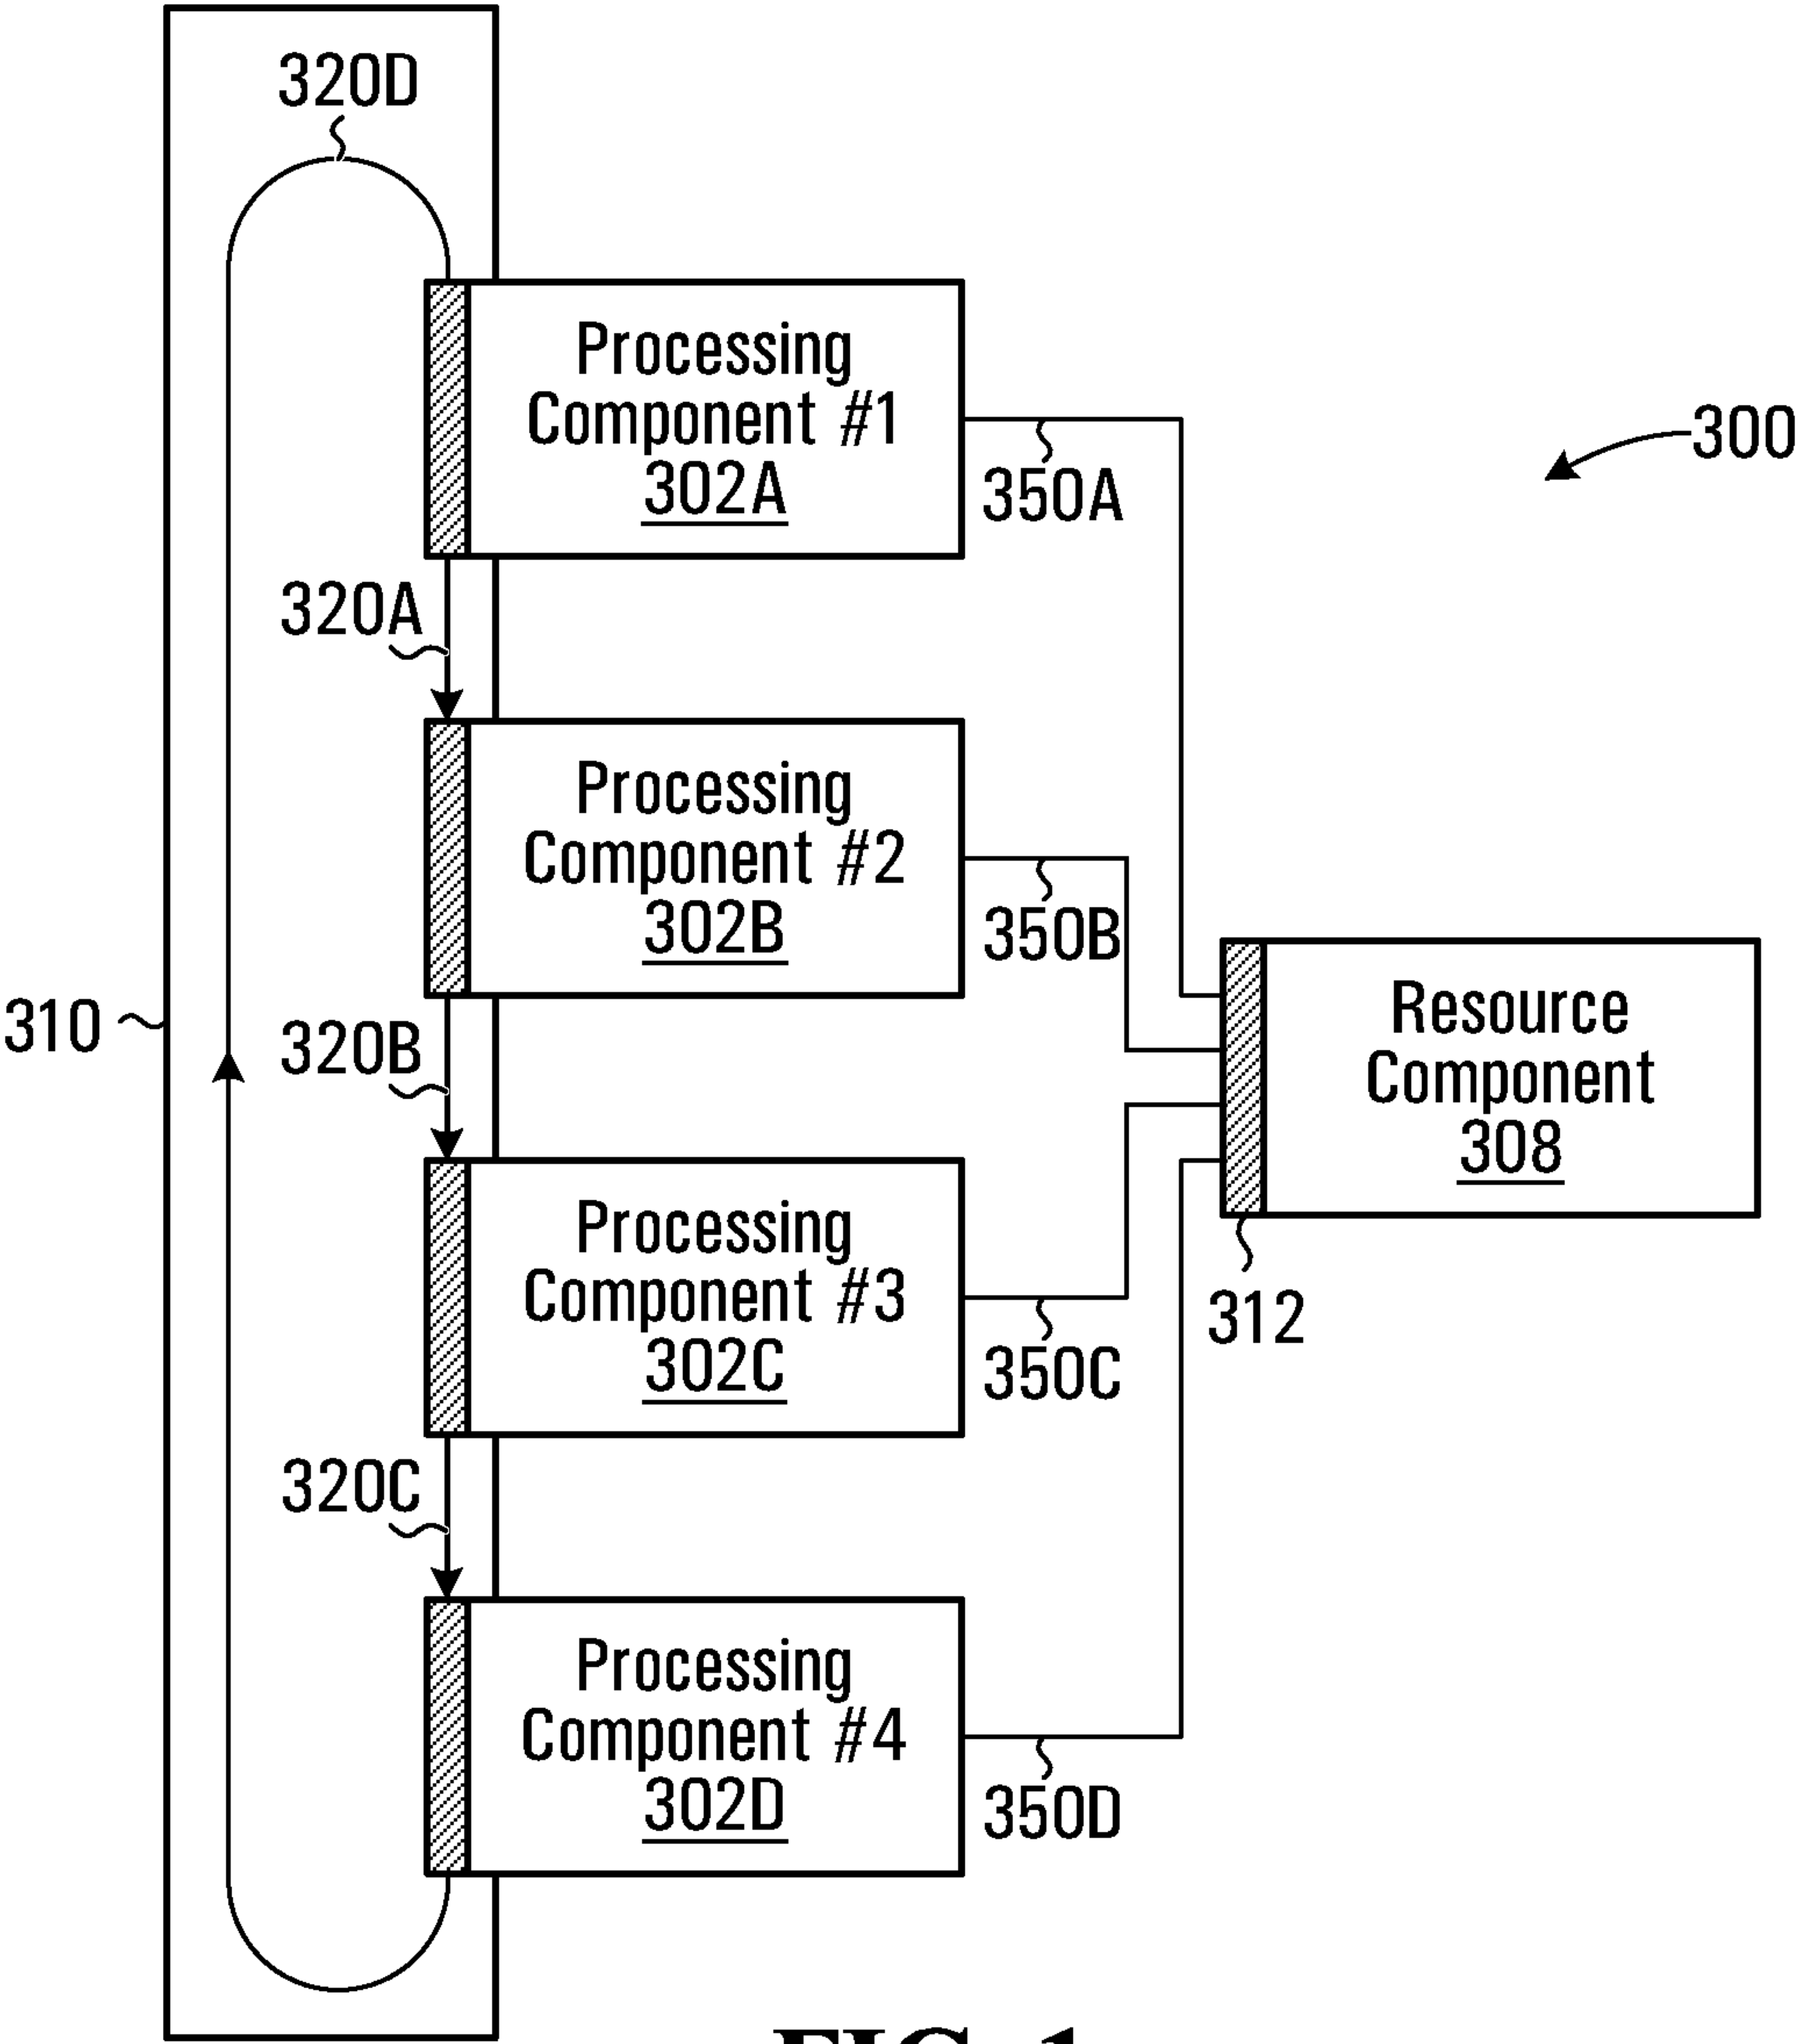 320D
Processing
Component #1
302A
350A
300
320A
Processing
Component #2
302B
350B
310
320B
Resource
Component
308
312
Processing
Component #3
302C
350C
320C
Processing
Component #4
302D
350D